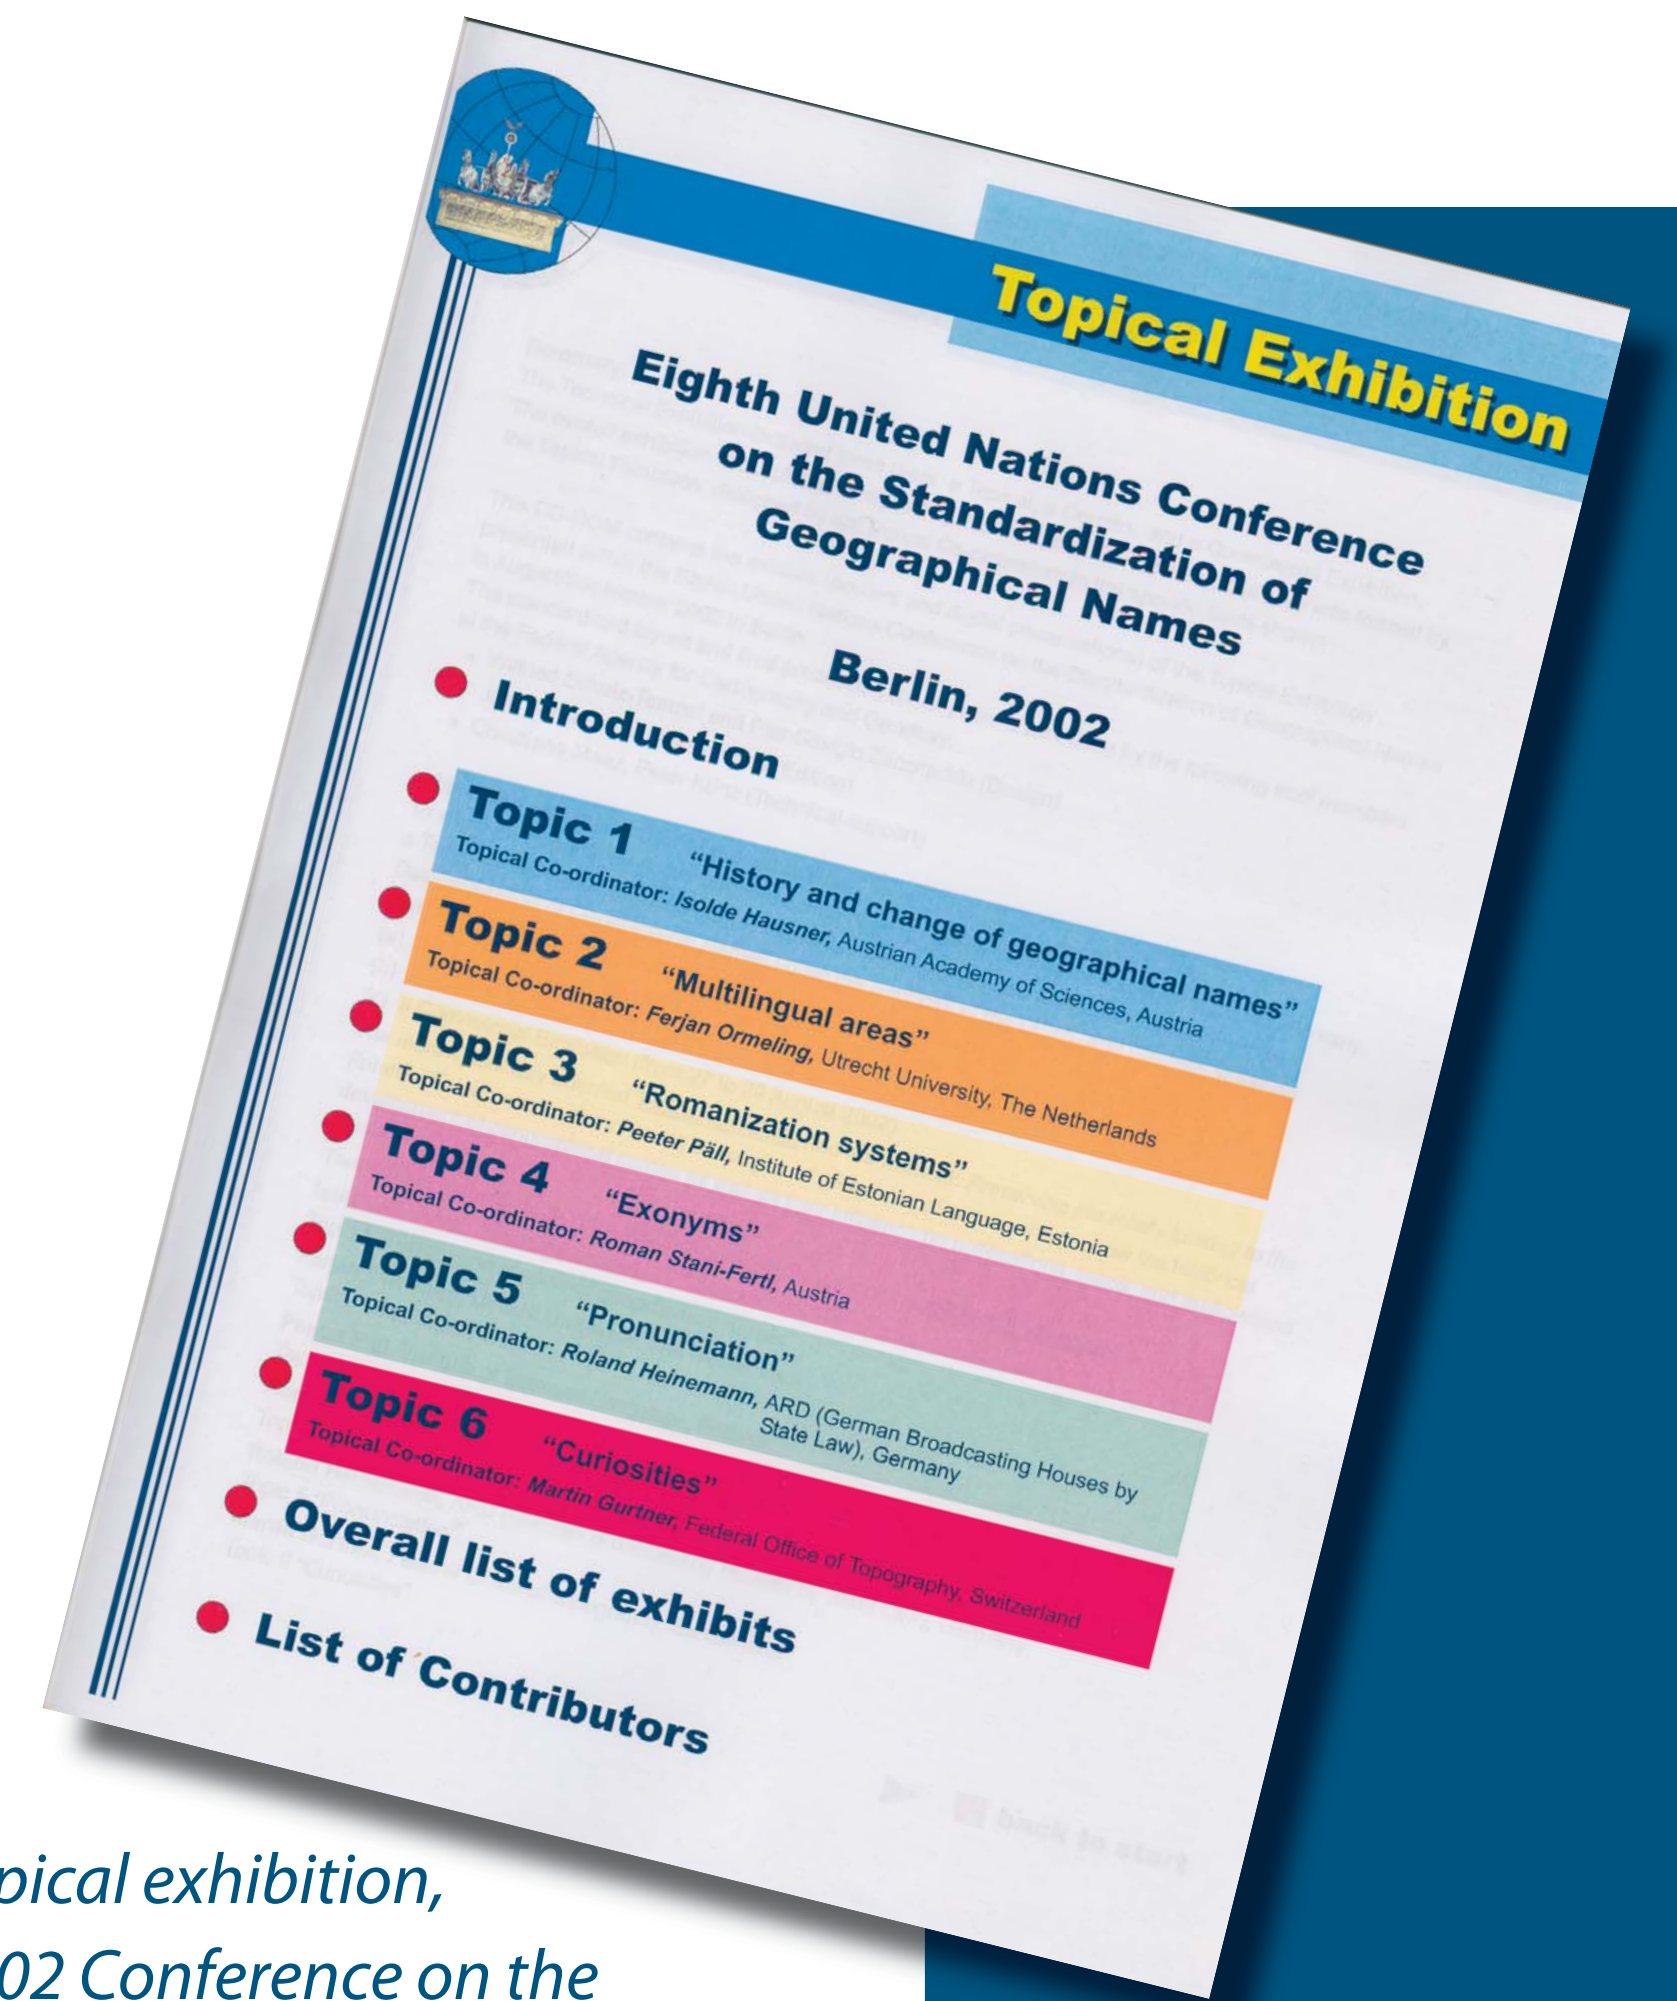 Topical Exhibition
Eighth United Nations Conference
on the Standardization of
Geographical Names
Berlin, 2002
Introduction
Topic 1 “History and change of geographical names”
Topical Co-ordinator: Isolde Hausner, Austrian Academy of Sciences, Austria
Topic 2 “Multilingual areas”
Topical Co-ordinator: Ferjan Ormeling, Utrecht University, The Netherlands
Topic 3 “Romanization systems”
Topical Co-ordinator: Peeter Päll, Institute of Estonian Language, Estonia
Topic 4 “Exonyms”
Topical Co-ordinator: Roman Stani-Fertl, Austria
Topic 5 “Pronunciation”
Topical Co-ordinator: Roland Heinemann, ARD (German Broadcasting Houses by
State Law), Germany
Topic 6 “Curiosities”
Topical Co-ordinator: Martin Gurtner, Federal Office of Topography, Switzerland
Overall list of exhibits
List of Contributors
back to start
pical exhibition,
02 Conference on the